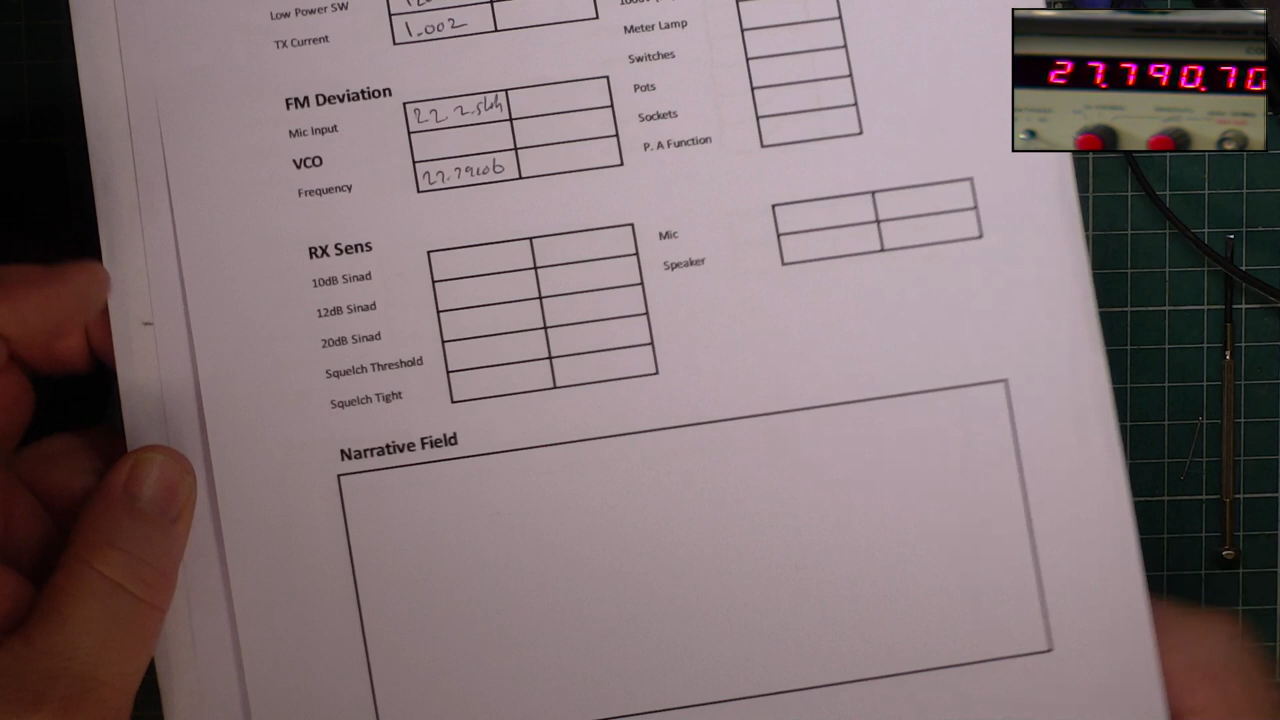 Low Power SW
TX Current 1.002
FM Deviation
Mic Input
VCO
Frequency
RX Sens
10dB Sinad
12dB Sinad
20dB Sinad
Squelch Threshold
Squelch Tight
Meter Lamp
Switches
Pots
Sockets
P. A Function
Mic
Speaker
Narrative Field
27.790.70